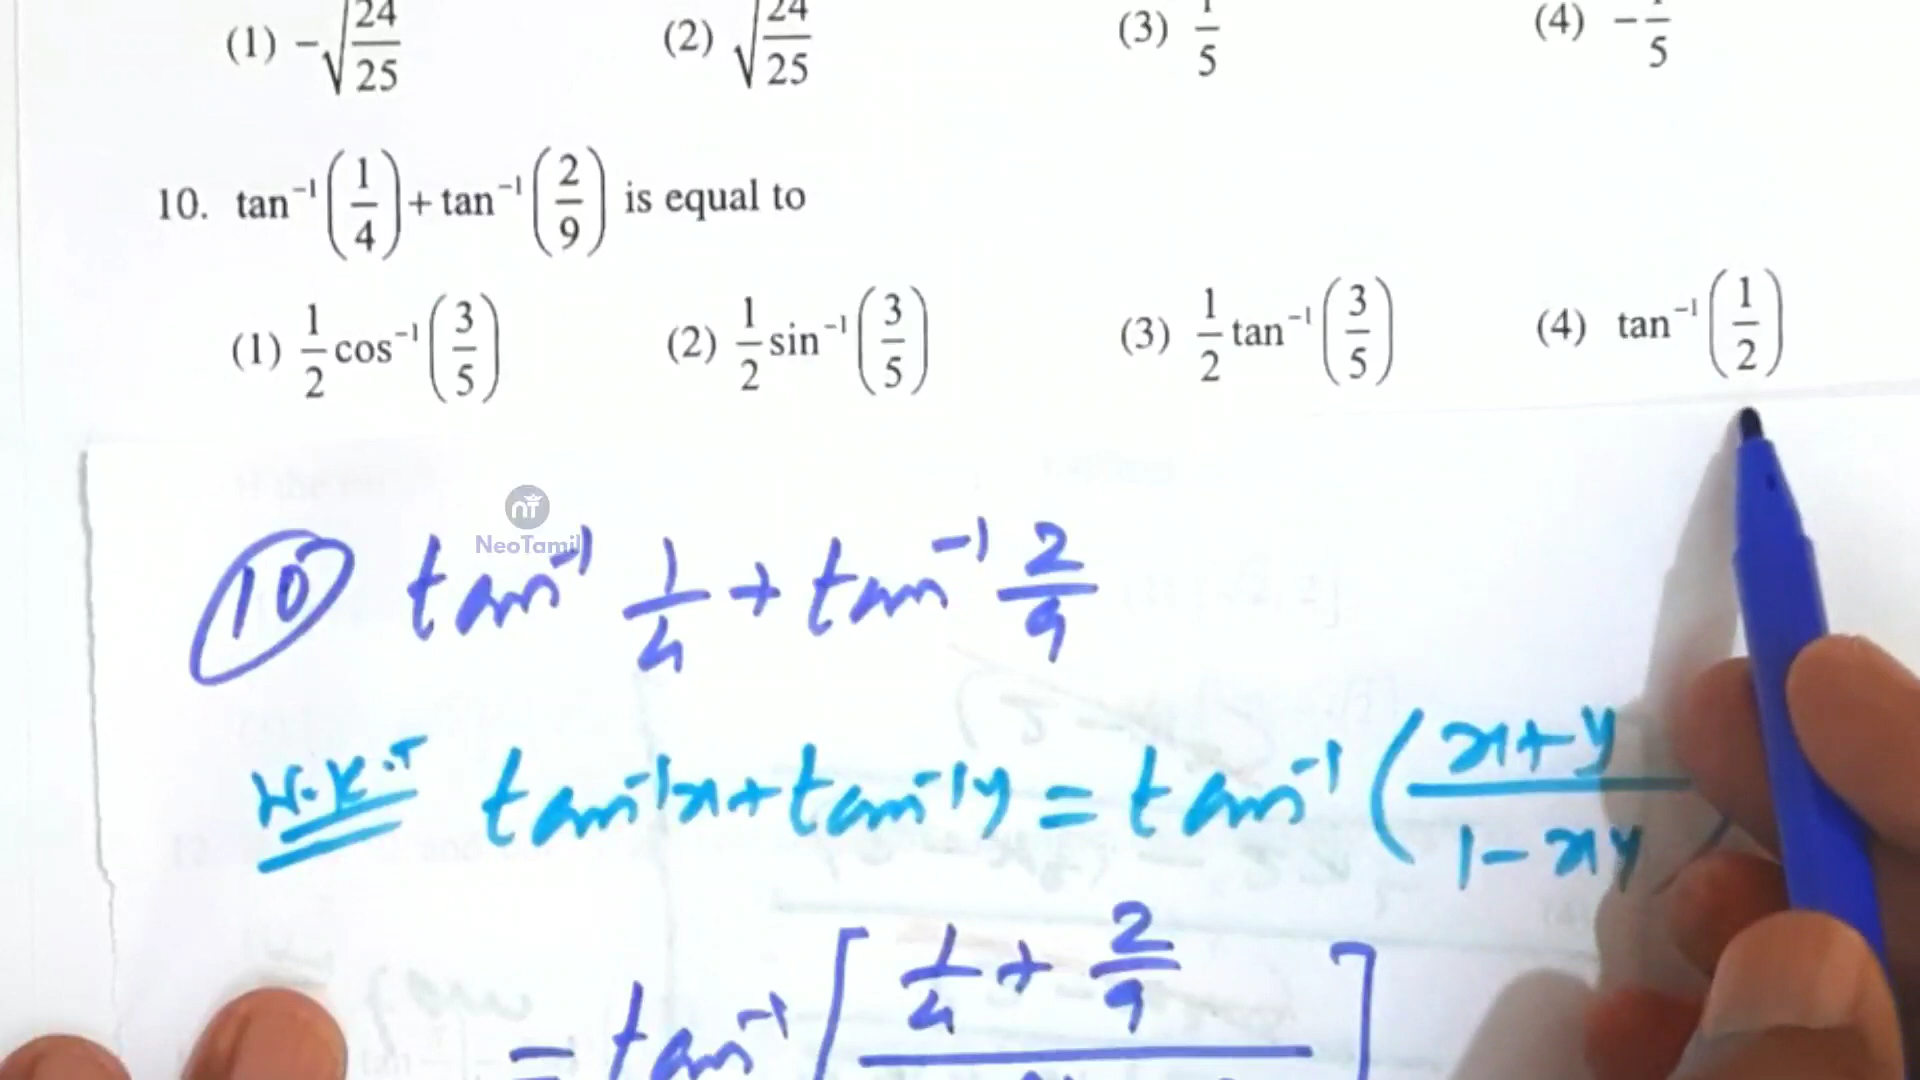 (1) -√24/25 (2) √24/25 (3) 1/5 (4) -1/5
10. tan⁻¹(1/4) + tan⁻¹(2/9) is equal to
(1) 1/2 cos⁻¹(3/5) (2) 1/2 sin⁻¹(3/5) (3) 1/2 tan⁻¹(3/5) (4) tan⁻¹(1/2)
NeoTamil
10 tan⁻¹ 1/4 + tan⁻¹ 2/9
W.K.T tan⁻¹x + tan⁻¹y = tan⁻¹(x+y/1-xy)
= tan⁻¹[1/4 + 2/9